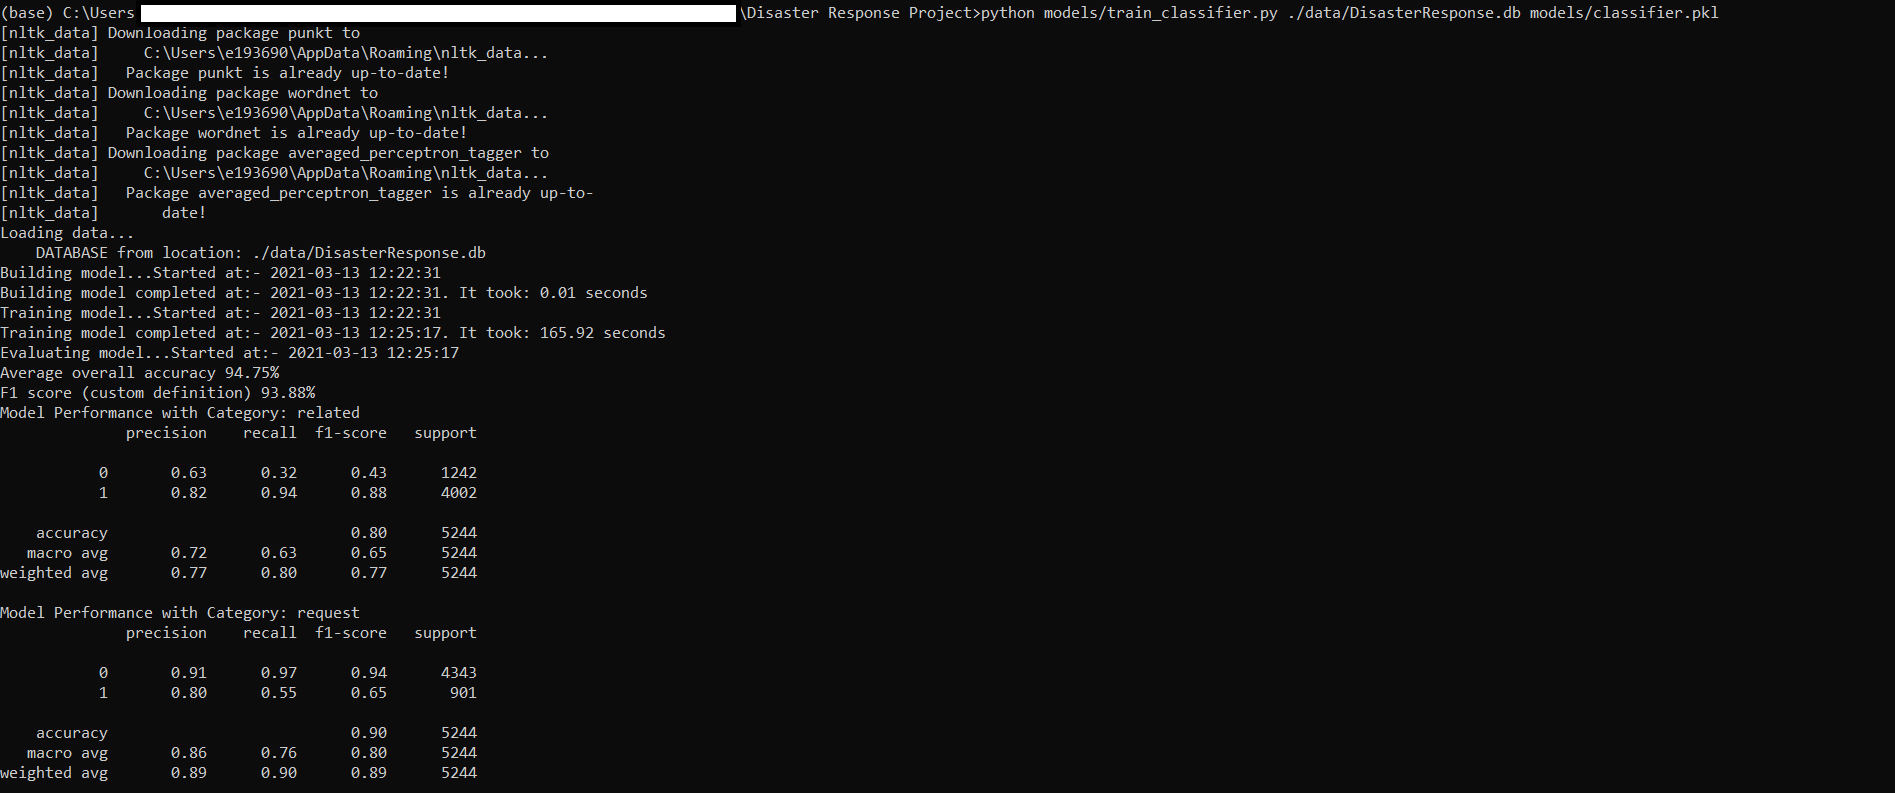 (base) C:\Users \Disaster Response Project>python models/train_classifier.py ./data/DisasterResponse.db models/classifier.pkl
[nltk_data] Downloading package punkt to
[nltk_data]     C:\Users\e193690\AppData\Roaming\nltk_data...
[nltk_data]   Package punkt is already up-to-date!
[nltk_data] Downloading package wordnet to
[nltk_data]     C:\Users\e193690\AppData\Roaming\nltk_data...
[nltk_data]   Package wordnet is already up-to-date!
[nltk_data] Downloading package averaged_perceptron_tagger to
[nltk_data]     C:\Users\e193690\AppData\Roaming\nltk_data...
[nltk_data]   Package averaged_perceptron_tagger is already up-to-
[nltk_data]       date!
Loading data...
    DATABASE from location: ./data/DisasterResponse.db
Building model...Started at:- 2021-03-13 12:22:31
Building model completed at:- 2021-03-13 12:22:31. It took: 0.01 seconds
Training model...Started at:- 2021-03-13 12:22:31
Training model completed at:- 2021-03-13 12:25:17. It took: 165.92 seconds
Evaluating model...Started at:- 2021-03-13 12:25:17
Average overall accuracy 94.75%
F1 score (custom definition) 93.88%
Model Performance with Category: related
              precision    recall  f1-score   support
           0       0.63      0.32      0.43      1242
           1       0.82      0.94      0.88      4002
    accuracy                           0.80      5244
   macro avg       0.72      0.63      0.65      5244
weighted avg       0.77      0.80      0.77      5244
Model Performance with Category: request
              precision    recall  f1-score   support
           0       0.91      0.97      0.94      4343
           1       0.80      0.55      0.65       901
    accuracy                           0.90      5244
   macro avg       0.86      0.76      0.80      5244
weighted avg       0.89      0.90      0.89      5244